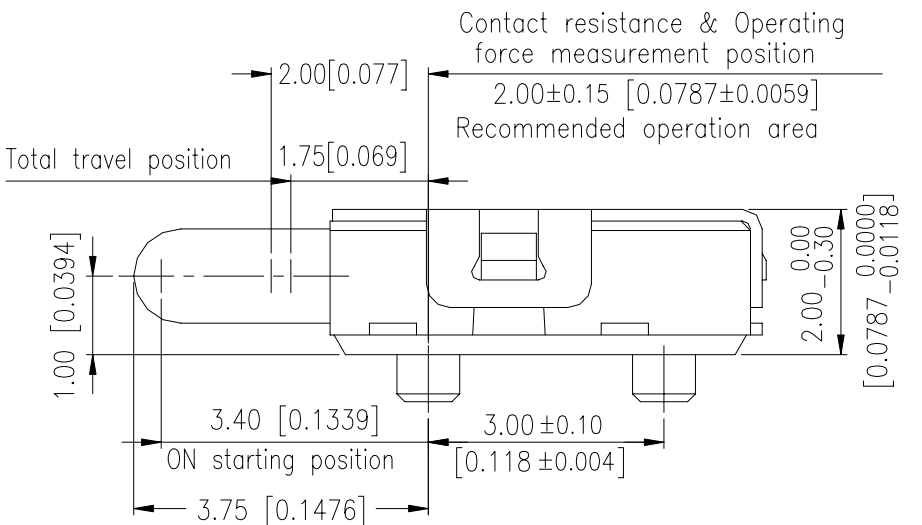 Contact resistance & Operating
force measurement position
2.00[0.077]
2.00±0.15 [0.0787±0.0059]
Recommended operation area
Total travel position
1.75[0.069]
1.00 [0.0394]
2.00 0.00 -0.30
[0.0787 0.0000 -0.0118]
3.40 [0.1339]
ON starting position
3.00±0.10
[0.118±0.004]
3.75 [0.1476]